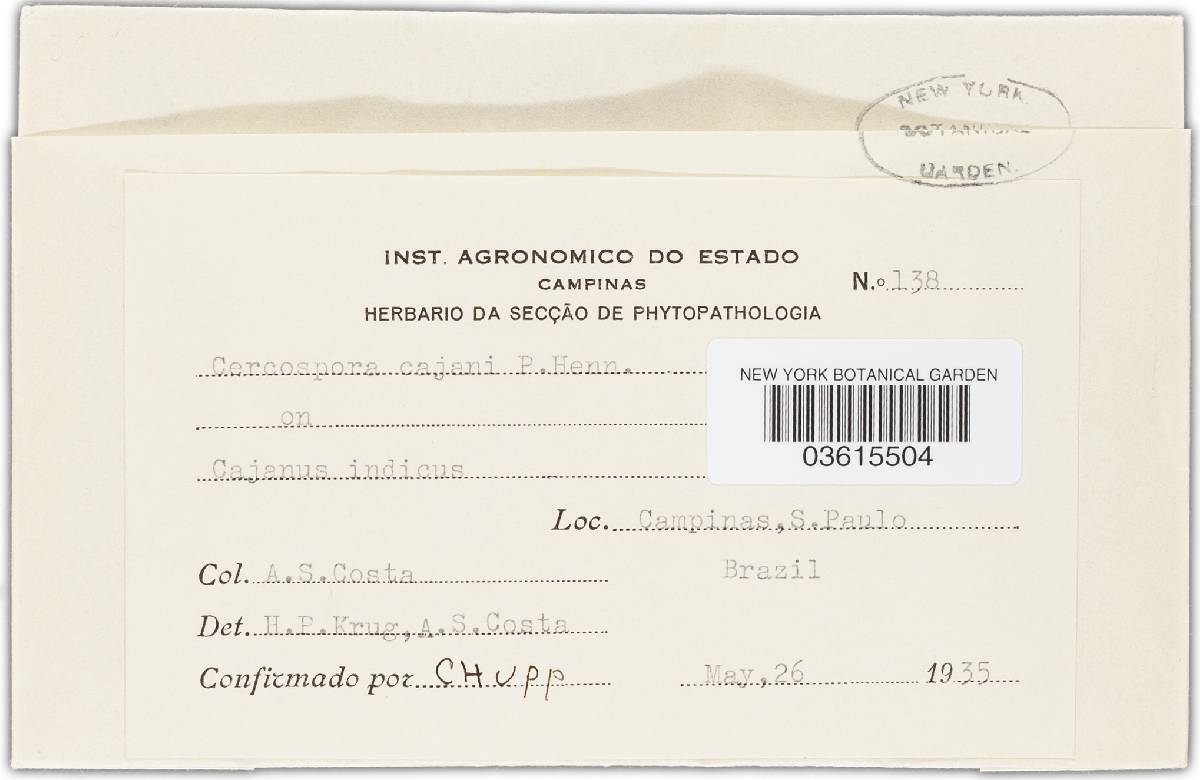 NEW YORK
BOTANICAL
GARDEN.
INST. AGRONOMICO DO ESTADO
CAMPINAS
HERBARIO DA SECÇÃO DE PHYTOPATHOLOGIA
N.o 138
Cercospora cajani P.Henn.
on
Cajanus indicus
NEW YORK BOTANICAL GARDEN
03615504
Loc. Campinas,S.Paulo
Brazil
Col. A.S.Costa
Det. H.P.Krug,A.S.Costa
Confirmado por CHUPP
May,26 1935